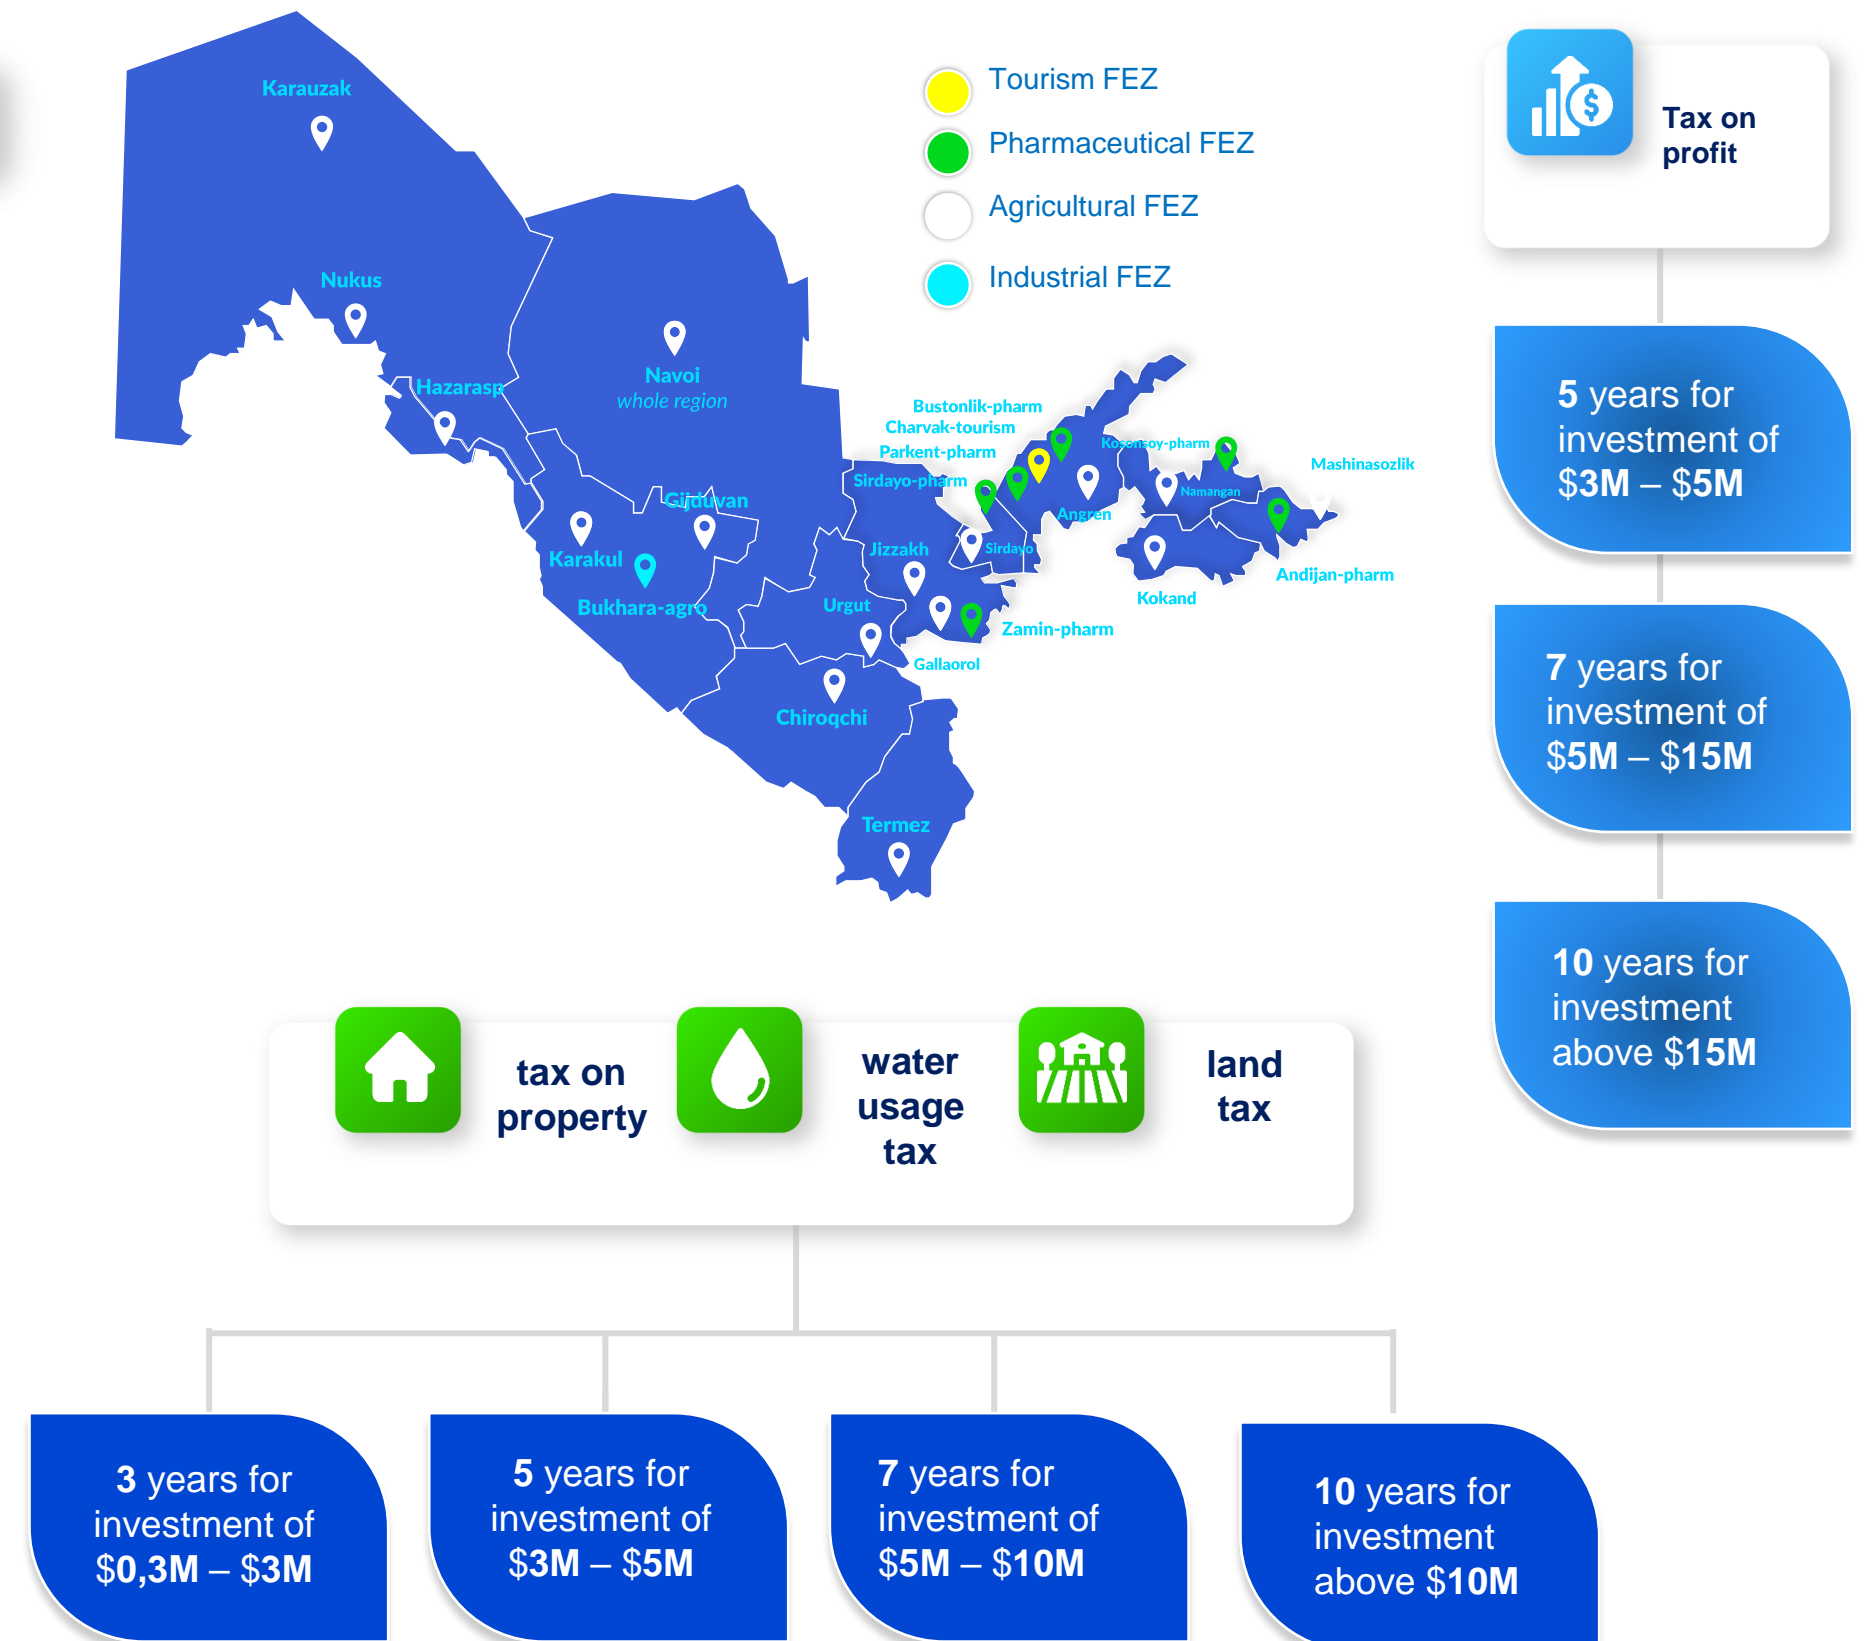 Karauzak
Nukus
Hazarasp
Navoi
whole region
Gijduvan
Karakul
Bukhara-agro
Urgut
Chiroqchi
Termez
Jizzakh
Gallaorol
Zamin-pharm
Sirdayo
Bustonlik-pharm
Charvak-tourism
Parkent-pharm
Sirdayo-pharm
Angren
Kosonsoy-pharm
Namangan
Mashinasozlik
Andijan-pharm
Kokand
Tourism FEZ
Pharmaceutical FEZ
Agricultural FEZ
Industrial FEZ
Tax on
profit
5 years for
investment of
$3M – $5M
7 years for
investment of
$5M – $15M
10 years for
investment
above $15M
tax on
property
water
usage
tax
land
tax
3 years for
investment of
$0,3M – $3M
5 years for
investment of
$3M – $5M
7 years for
investment of
$5M – $10M
10 years for
investment
above $10M